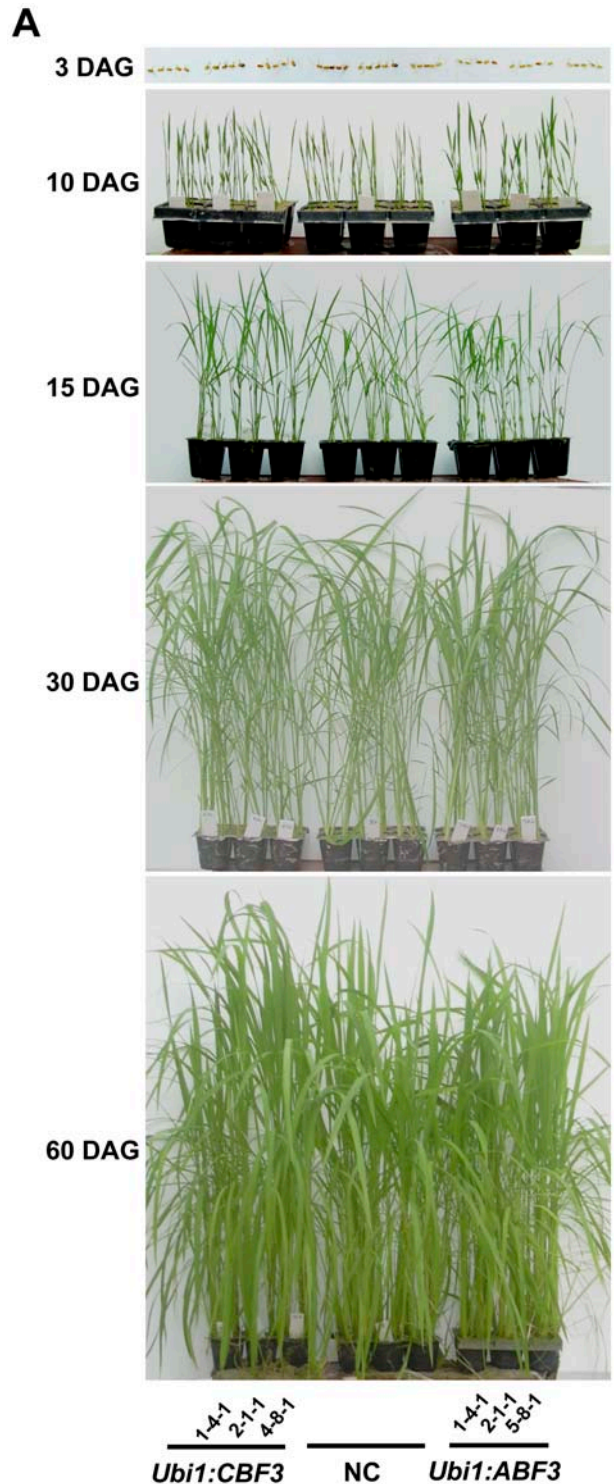 A
3 DAG
10 DAG
15 DAG
30 DAG
60 DAG
1-4-1 2-1-1 4-8-1 1-4-1 2-1-1 5-8-1
Ubi1:CBF3 NC Ubi1:ABF3